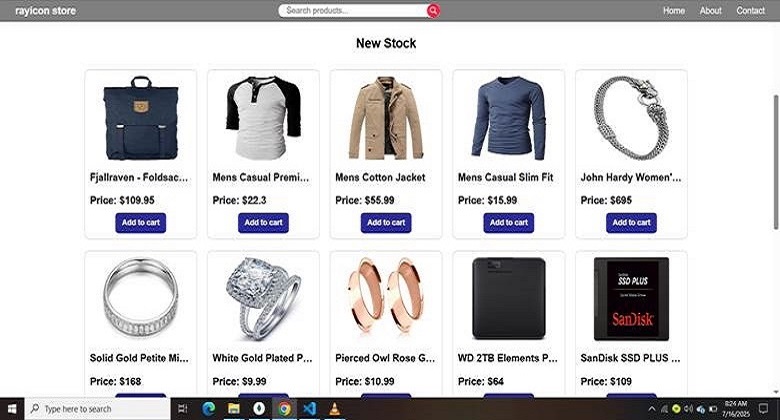 rayicon store
Search products...
Home
About
Contact
New Stock
Fjallraven - Foldsac...
Mens Casual Premi...
Mens Cotton Jacket
Mens Casual Slim Fit
John Hardy Women'...
Price: $109.95
Price: $22.3
Price: $55.99
Price: $15.99
Price: $695
Add to cart
Add to cart
Add to cart
Add to cart
Add to cart
SSD PLUS
SanDisk
Solid Gold Petite Mi...
White Gold Plated P...
Pierced Owl Rose G...
WD 2TB Elements P...
SanDisk SSD PLUS ...
Price: $168
Price: $9.99
Price: $10.99
Price: $64
Price: $109
Type here to search
8:24 AM
7/16/2025